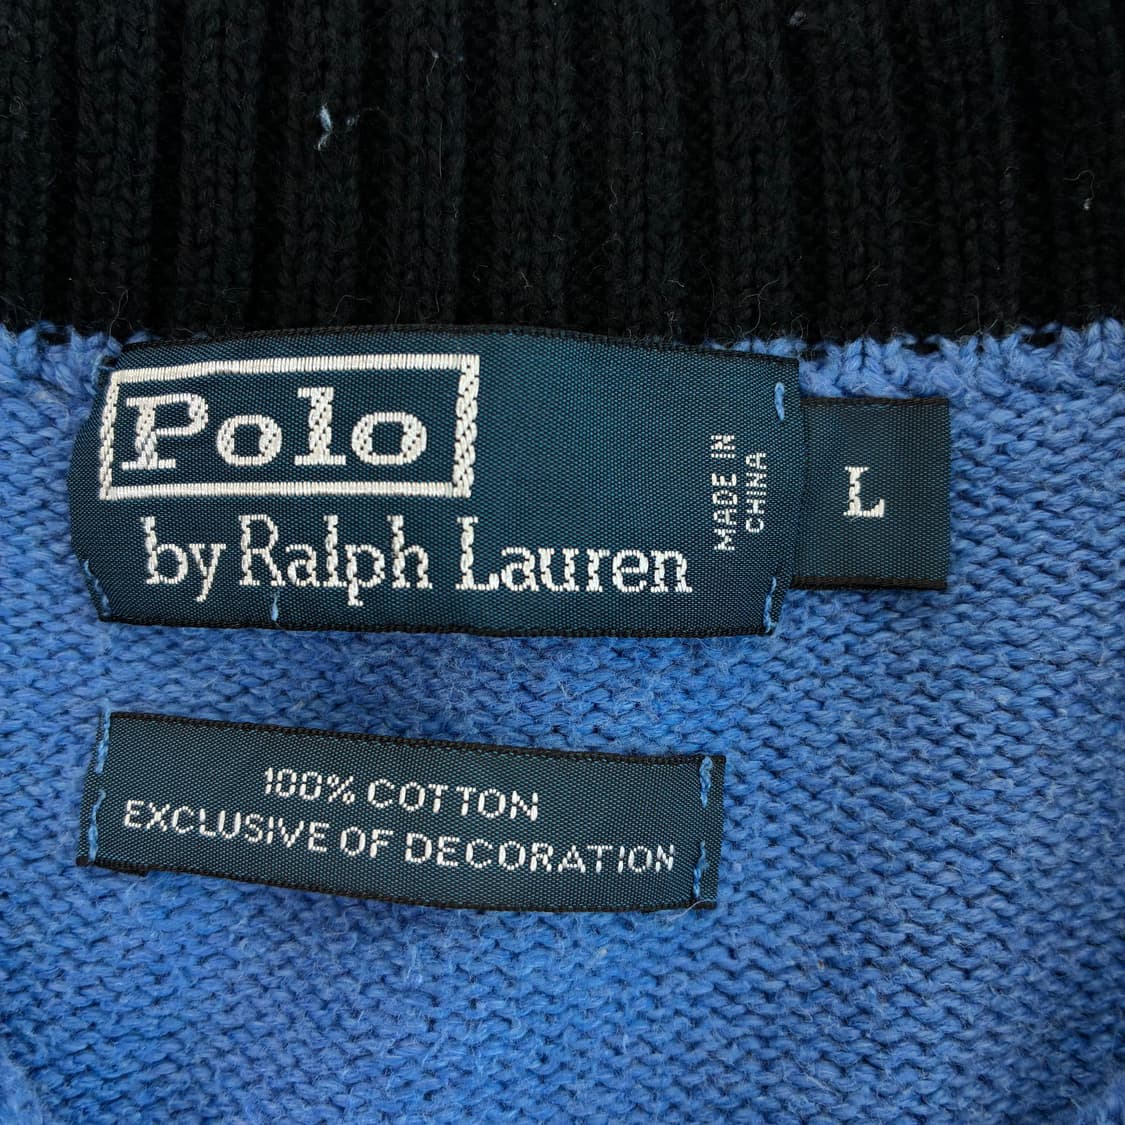 Polo
by Ralph Lauren
MADE IN
CHINA
L
100% COTTON
EXCLUSIVE OF DECORATION